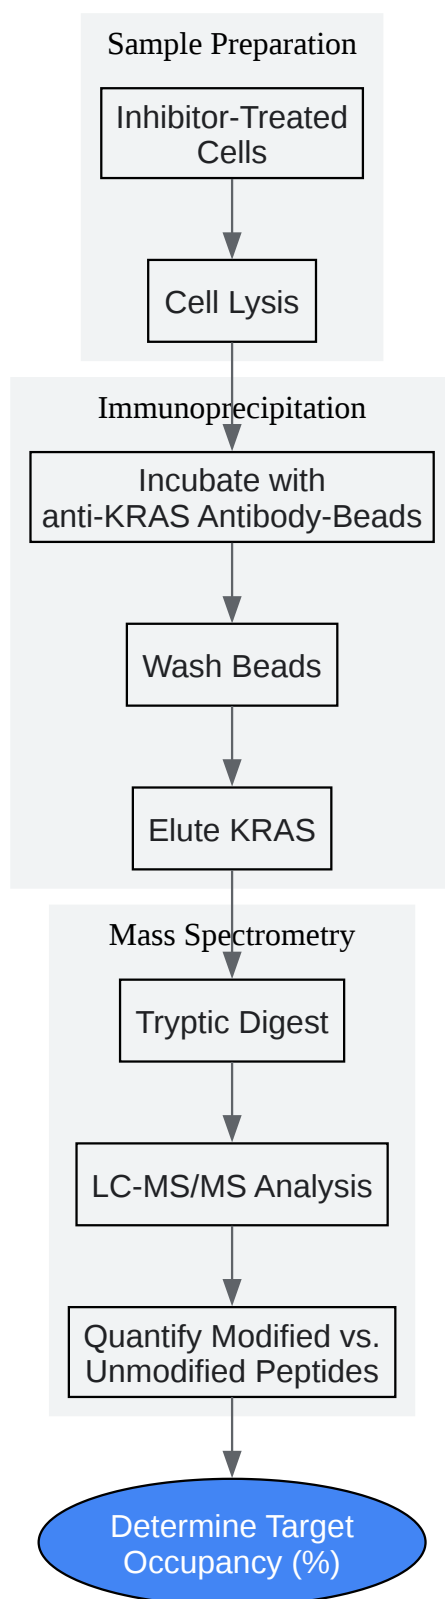 Sample Preparation
Inhibitor-Treated
Cells
Cell Lysis
Immunoprecipitation
Incubate with
anti-KRAS Antibody-Beads
Wash Beads
Elute KRAS
Mass Spectrometry
Tryptic Digest
LC-MS/MS Analysis
Quantify Modified vs.
Unmodified Peptides
Determine Target
Occupancy (%)